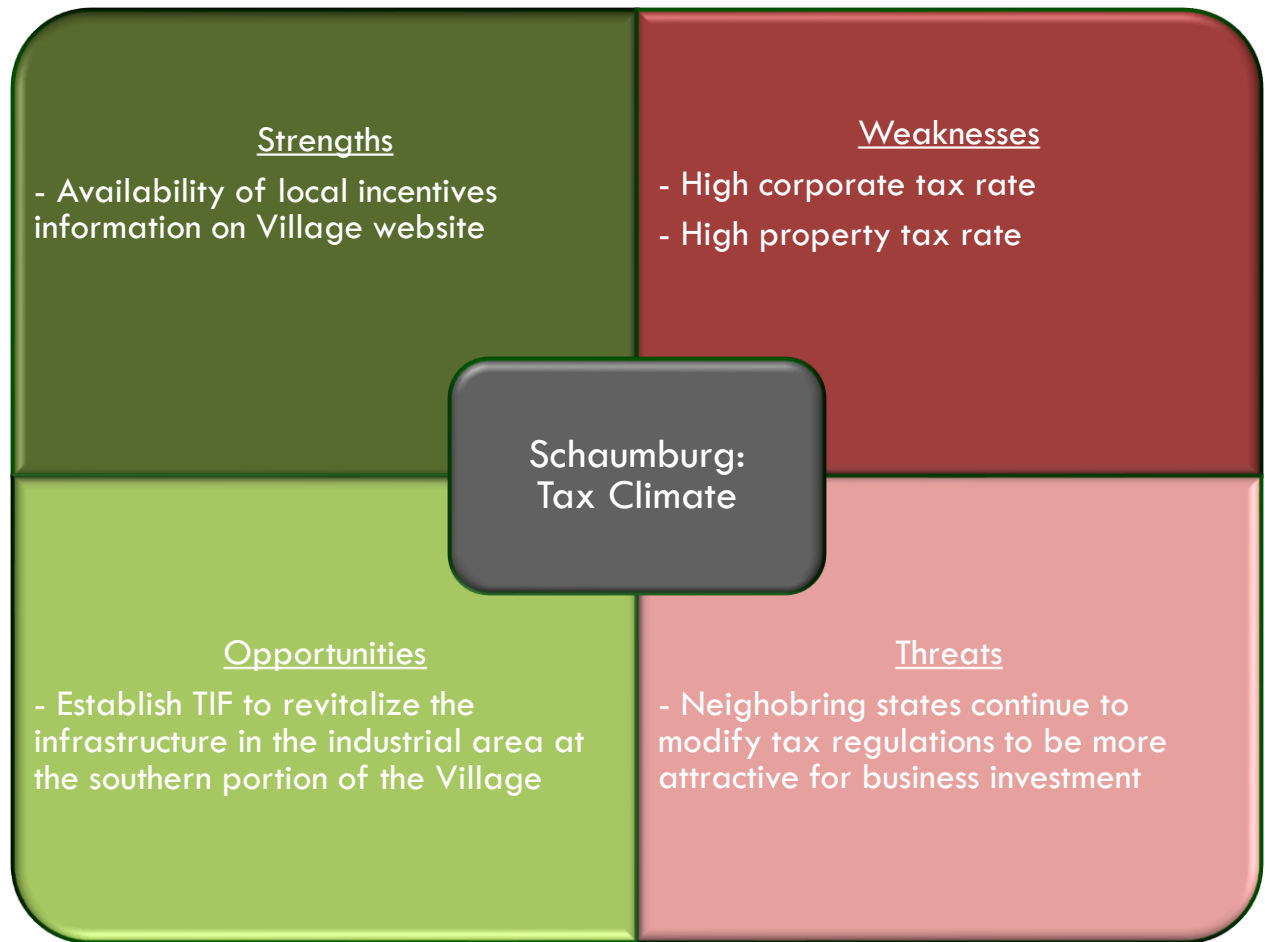 Strengths
- Availability of local incentives
information on Village website
Weaknesses
- High corporate tax rate
- High property tax rate
Schaumburg:
Tax Climate
Opportunities
- Establish TIF to revitalize the
infrastructure in the industrial area at
the southern portion of the Village
Threats
- Neighobring states continue to
modify tax regulations to be more
attractive for business investment